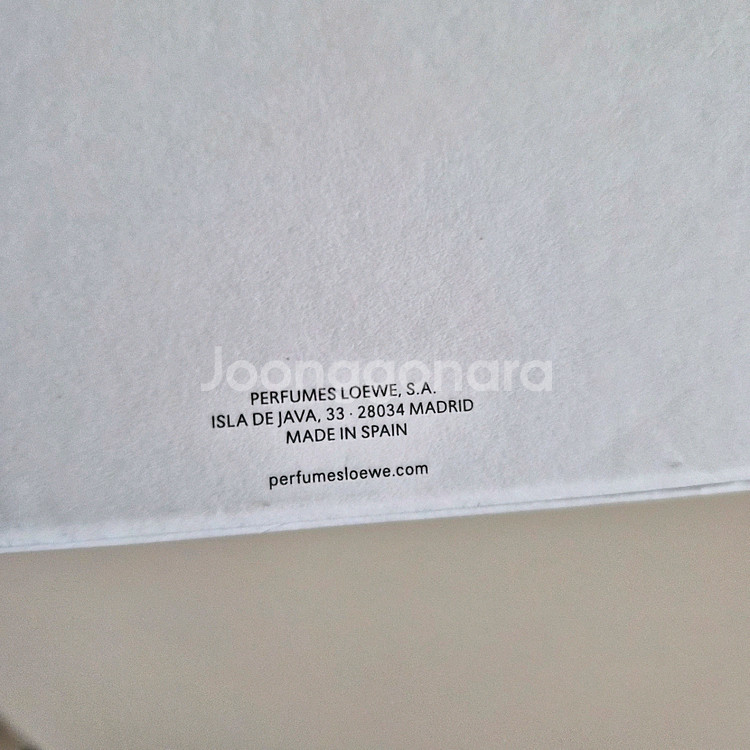 Joonggonara
PERFUMES LOEWE, S.A.
ISLA DE JAVA, 33 · 28034 MADRID
MADE IN SPAIN
perfumesloewe.com